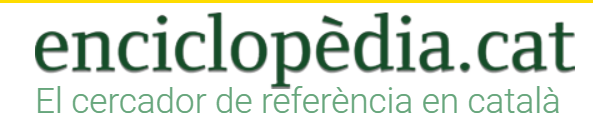 enciclopèdia.cat
El cercador de referència en català